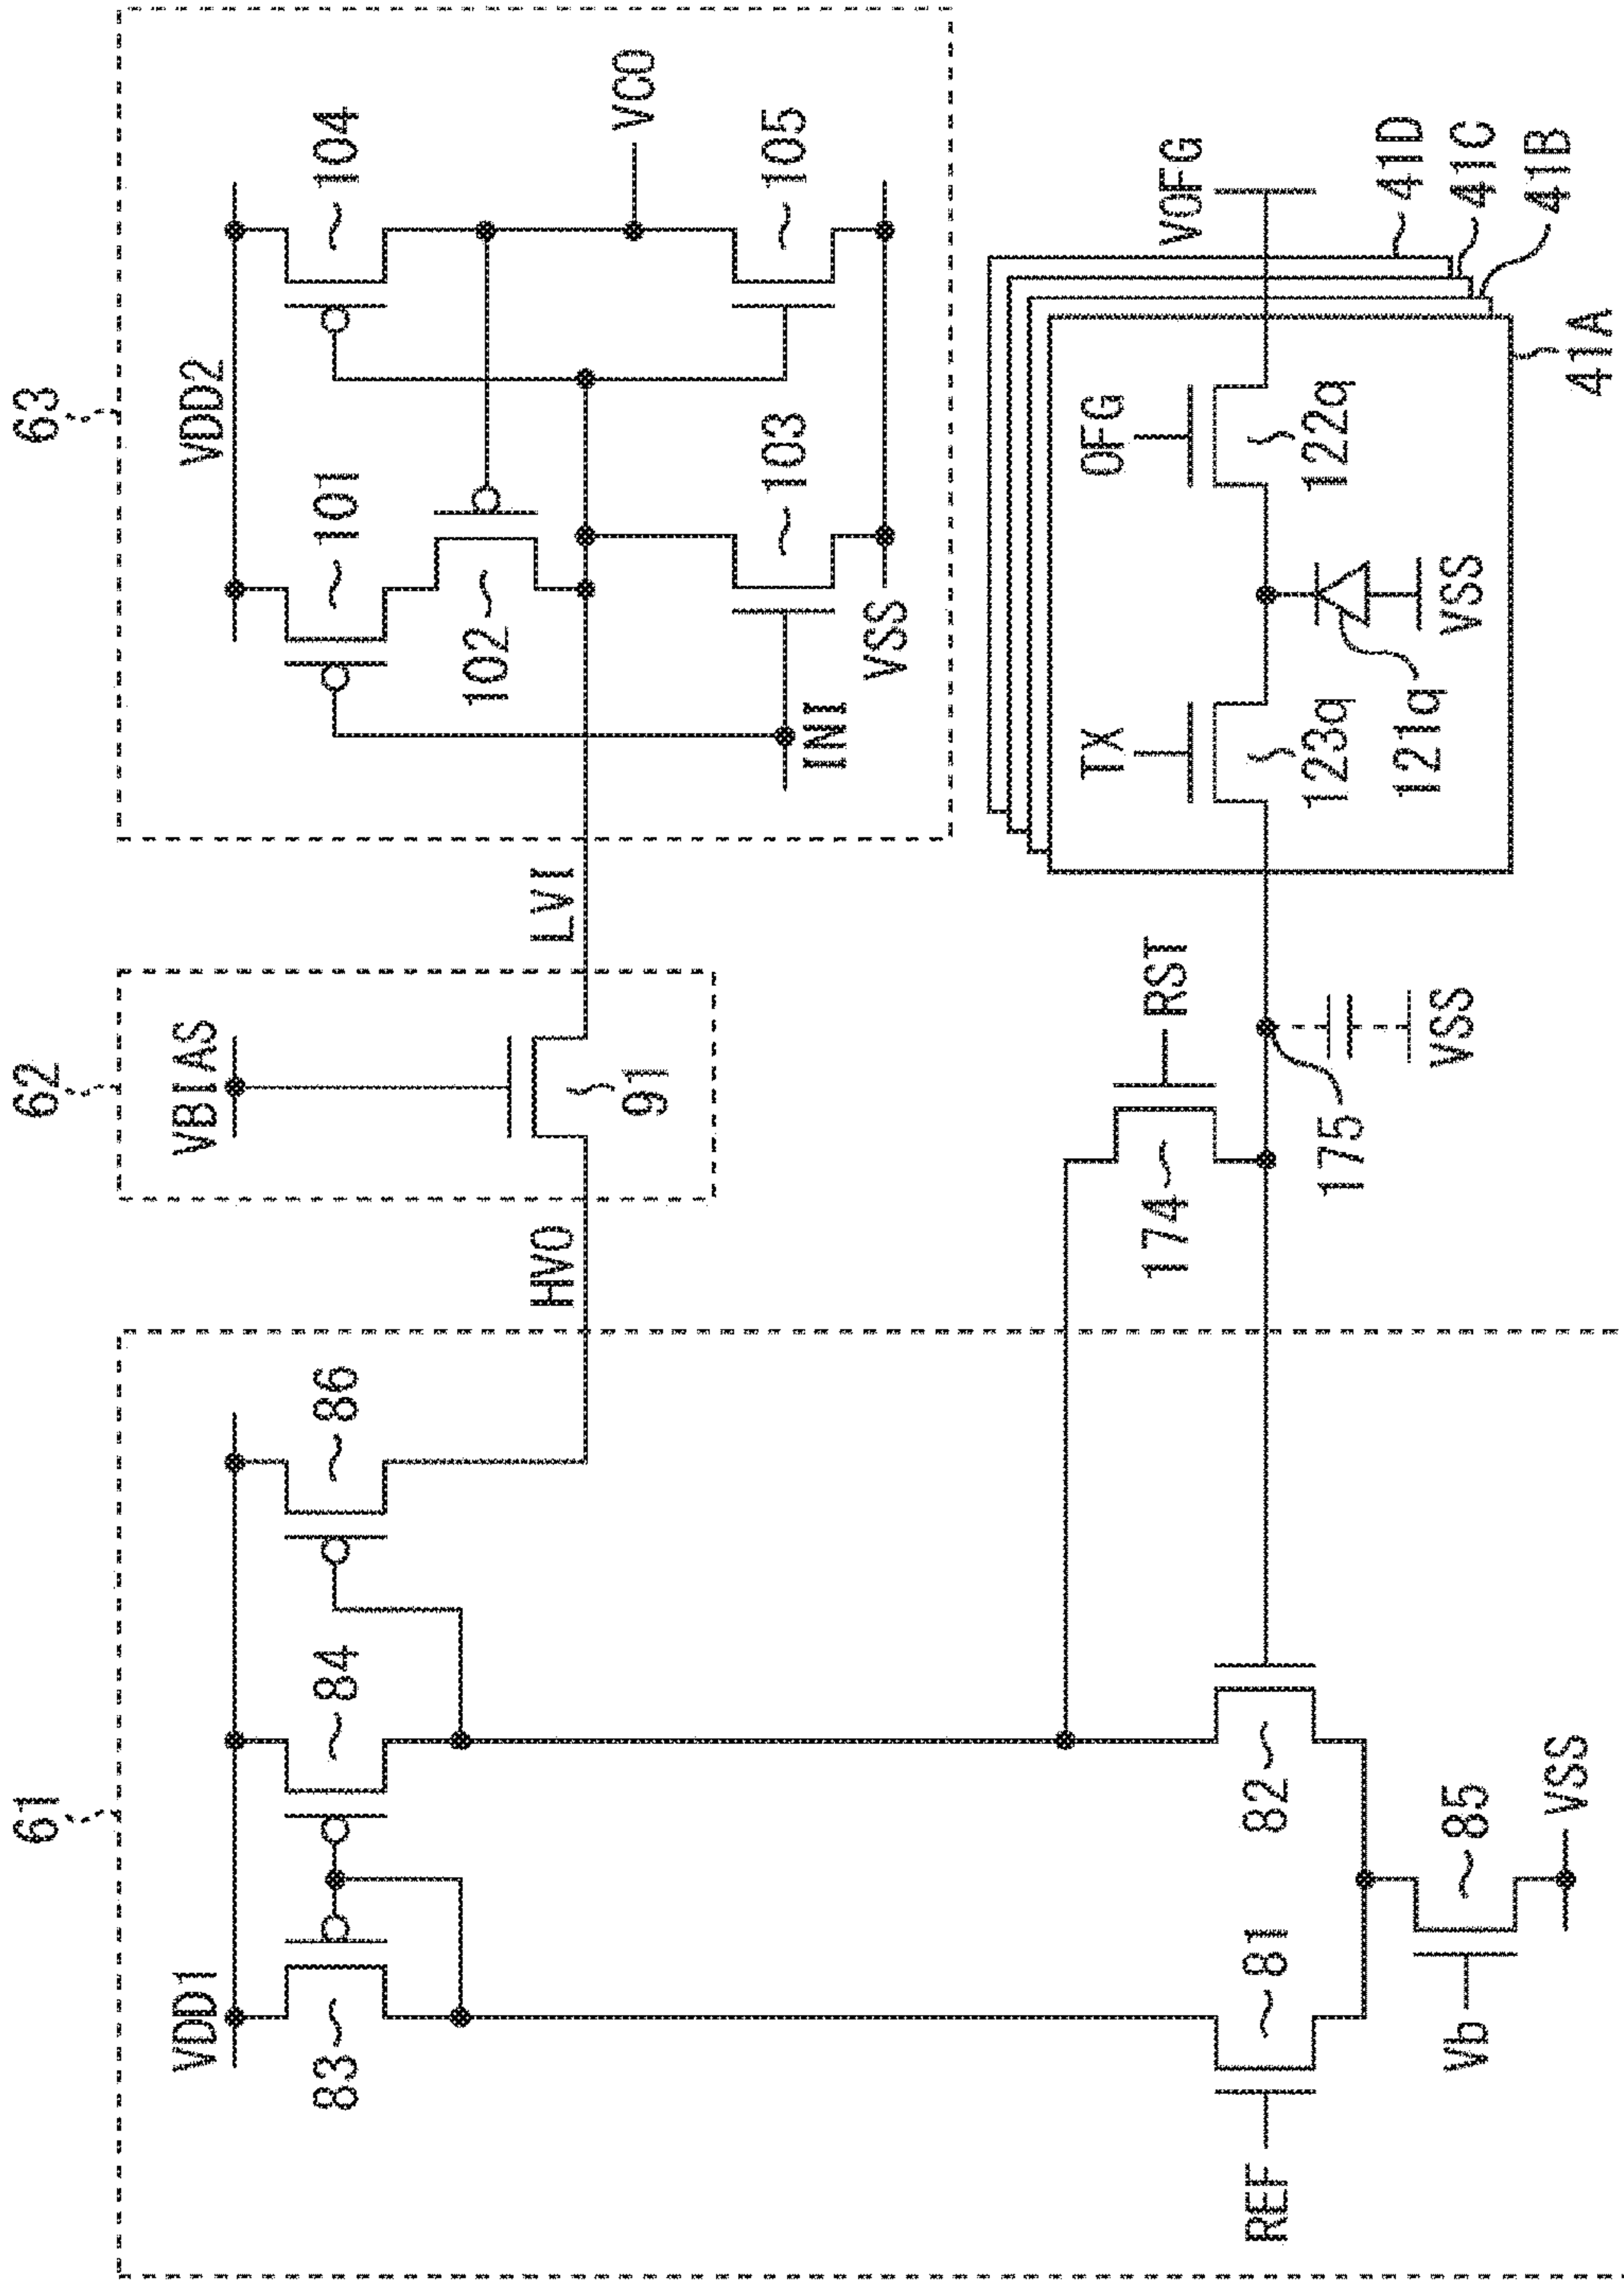 61
62
63
VDD1
83
84
86
HVO
VBIAS
91
LVI
VDD2
101
102
103
104
105
VCO
INI
VSS
REF
81
82
Vb
85
VSS
174
RST
175
VSS
TX
123q
121q
VSS
OFG
122q
VOFG
41A
41B
41C
41D